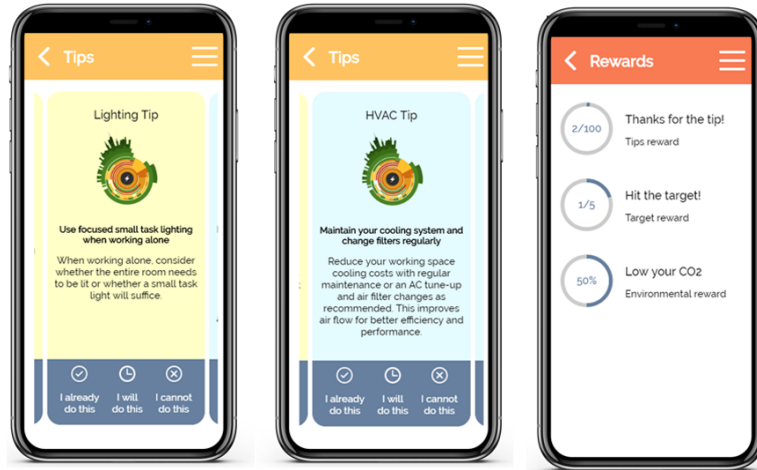 Tips
Lighting Tip
Use focused small task lighting
when working alone
When working alone, consider
whether the entire room needs
to be lit or whether a small task
light will suffice.
I already
do this
I will
do this
I cannot
do this
Tips
HVAC Tip
Maintain your cooling system and
change filters regularly
Reduce your working space
cooling costs with regular
maintenance or an AC tune-up
and air filter changes as
recommended. This improves
air flow for better efficiency and
performance.
I already
do this
I will
do this
I cannot
do this
Rewards
2/100
Thanks for the tip!
Tips reward
1/5
Hit the target!
Target reward
50%
Low your CO2
Environmental reward